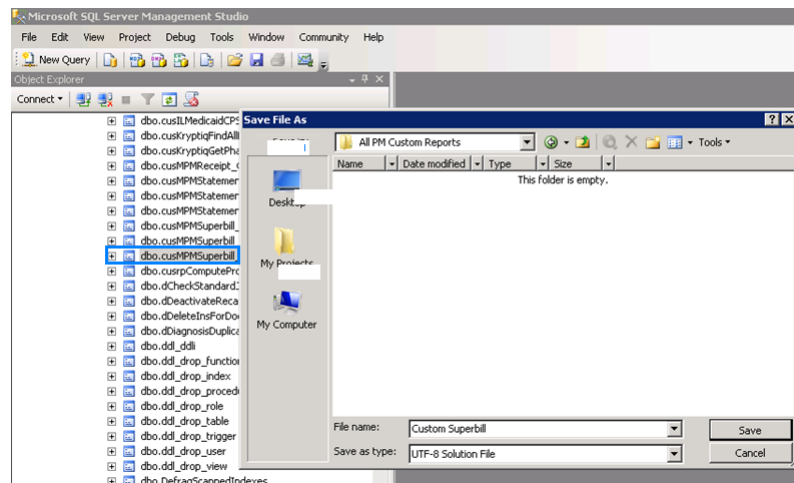 Microsoft SQL Server Management Studio
File Edit View Project Debug Tools Window Community Help
New Query
Object Explorer
Connect
dbo.cusILMedicaidCPS
dbo.cusKryptiqFindAll
dbo.cusKryptiqGetPha
dbo.cusMPMReceipt_
dbo.cusMPMStatemer
dbo.cusMPMStatemer
dbo.cusMPMStatemer
dbo.cusMPMSuperbill_
dbo.cusMPMSuperbill
dbo.cusMPMSuperbill_
dbo.cusrpComputePro
dbo.dCheckStandardJ
dbo.dDeactivateReca
dbo.dDeleteInsForDo
dbo.dDiagnosisDuplica
dbo.ddl_ddli
dbo.ddl_drop_function
dbo.ddl_drop_index
dbo.ddl_drop_proced
dbo.ddl_drop_role
dbo.ddl_drop_table
dbo.ddl_drop_trigger
dbo.ddl_drop_user
dbo.ddl_drop_view
dbo.DefragScannedIndexes
Save File As
All PM Custom Reports
Tools
Name Date modified Type Size
This folder is empty.
Desktop
My Projects
My Computer
File name: Custom Superbill Save
Save as type: UTF-8 Solution File Cancel